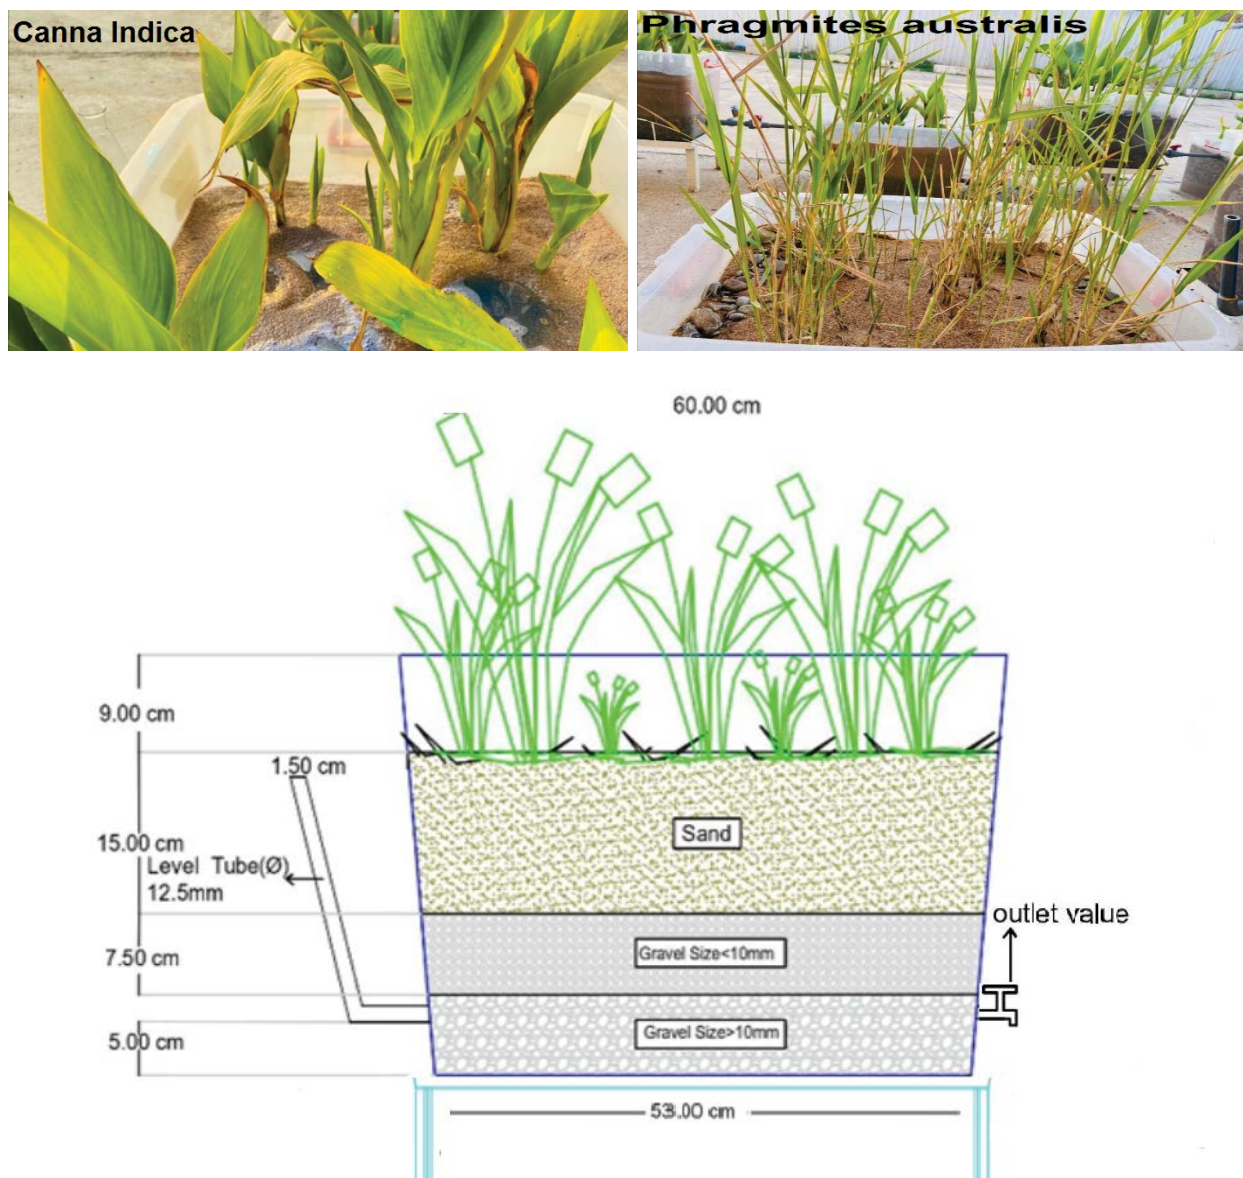 Canna Indica
Phragmites australis
60.00 cm
9.00 cm
1.50 cm
Sand
15.00 cm
Level Tube(Ø)
12.5mm
outlet value
Gravel Size<10mm
7.50 cm
Gravel Size>10mm
5.00 cm
53.00 cm